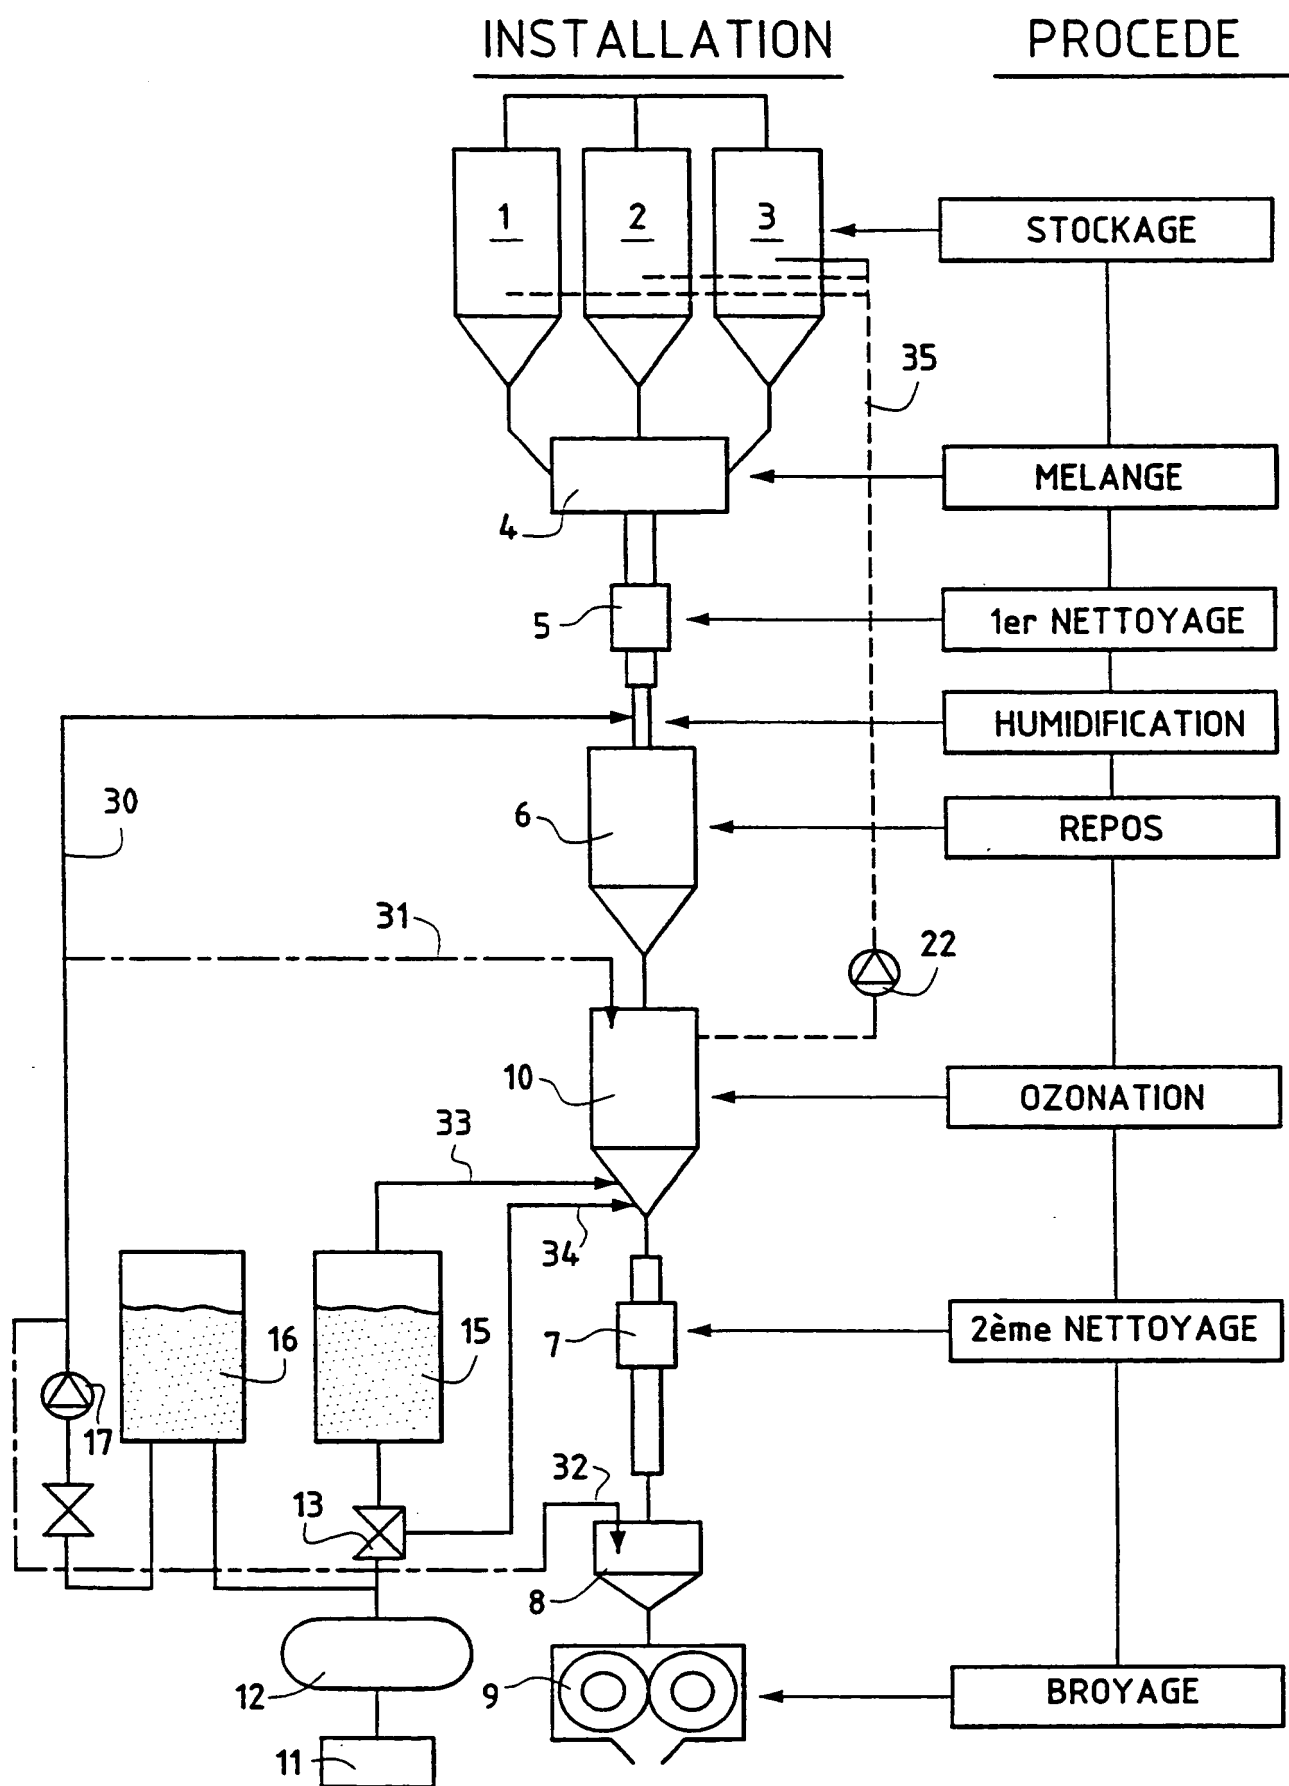 INSTALLATION PROCEDE
1 2 3
STOCKAGE
35
MELANGE
4
5
1er NETTOYAGE
HUMIDIFICATION
30
6
REPOS
31
22
10
OZONATION
33
34
16
15
7
2ème NETTOYAGE
17
32
13
8
12
9
BROYAGE
11